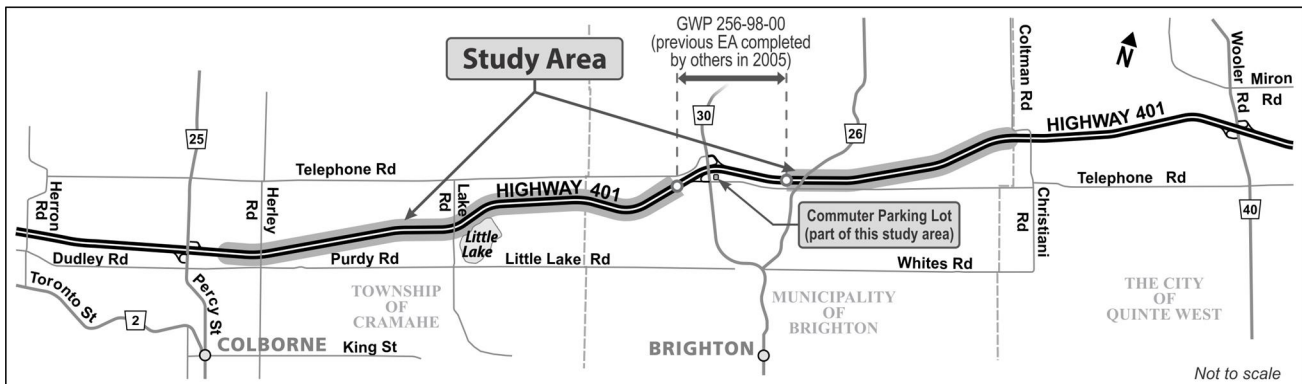 GWP 256-98-00
(previous EA completed
by others in 2005)
Study Area
Coltman Rd
N
Wooler Rd
Miron
Rd
25
30
26
HIGHWAY 401
Telephone Rd
HIGHWAY 401
Telephone Rd
Herron
Rd
Herley
Rd
Lake
Rd
Commuter Parking Lot
(part of this study area)
Christiani
Rd
40
Little
Lake
Dudley Rd
Purdy Rd
Little Lake Rd
Whites Rd
Toronto St
2
Percy St
TOWNSHIP
OF
CRAMAHE
MUNICIPALITY
OF
BRIGHTON
THE CITY
OF
QUINTE WEST
COLBORNE
King St
BRIGHTON
Not to scale